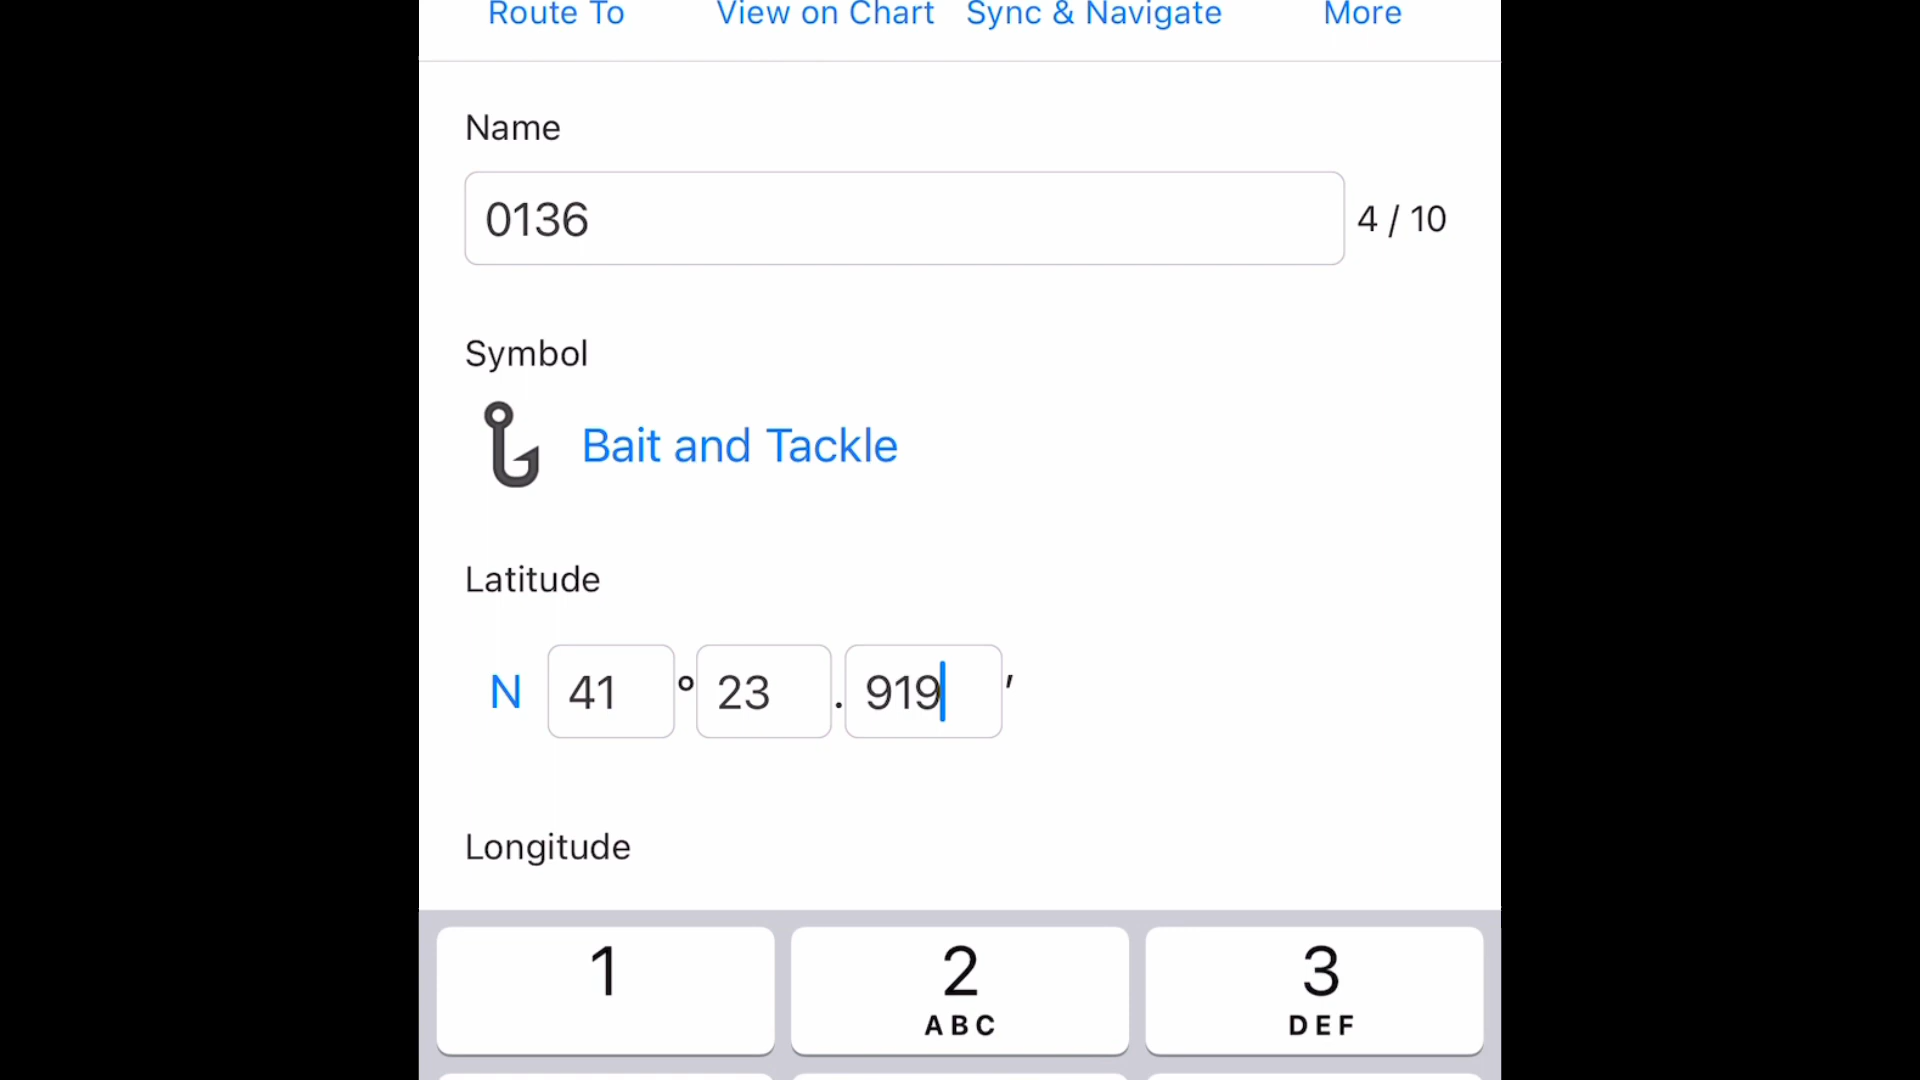 Route To View on Chart Sync & Navigate More
Name
0136 4 / 10
Symbol
Bait and Tackle
Latitude
N 41 ° 23 . 919 ′
Longitude
1 2 3
ABC DEF